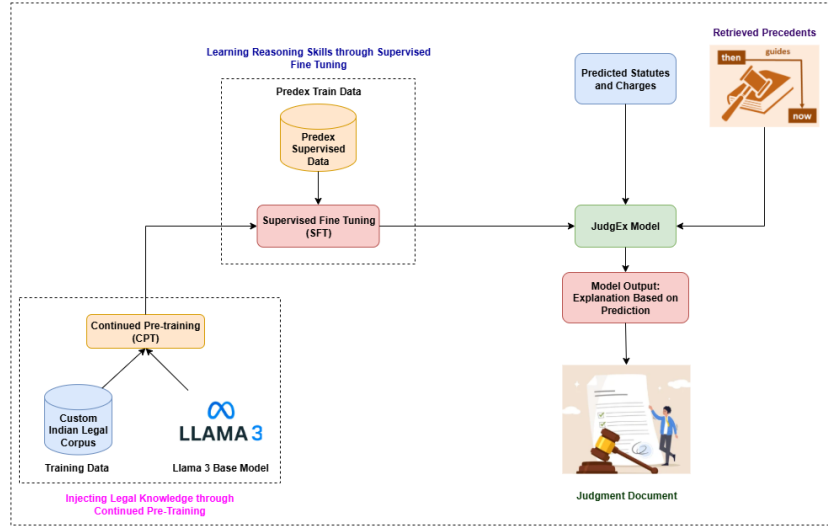 Retrieved Precedents
then
guides
now
Learning Reasoning Skills through Supervised
Fine Tuning
Predex Train Data
Predex
Supervised
Data
Supervised Fine Tuning
(SFT)
Predicted Statutes
and Charges
JudgEx Model
Model Output:
Explanation Based on
Prediction
Judgment Document
Continued Pre-training
(CPT)
Custom
Indian Legal
Corpus
Training Data
LLAMA 3
Llama 3 Base Model
Injecting Legal Knowledge through
Continued Pre-Training